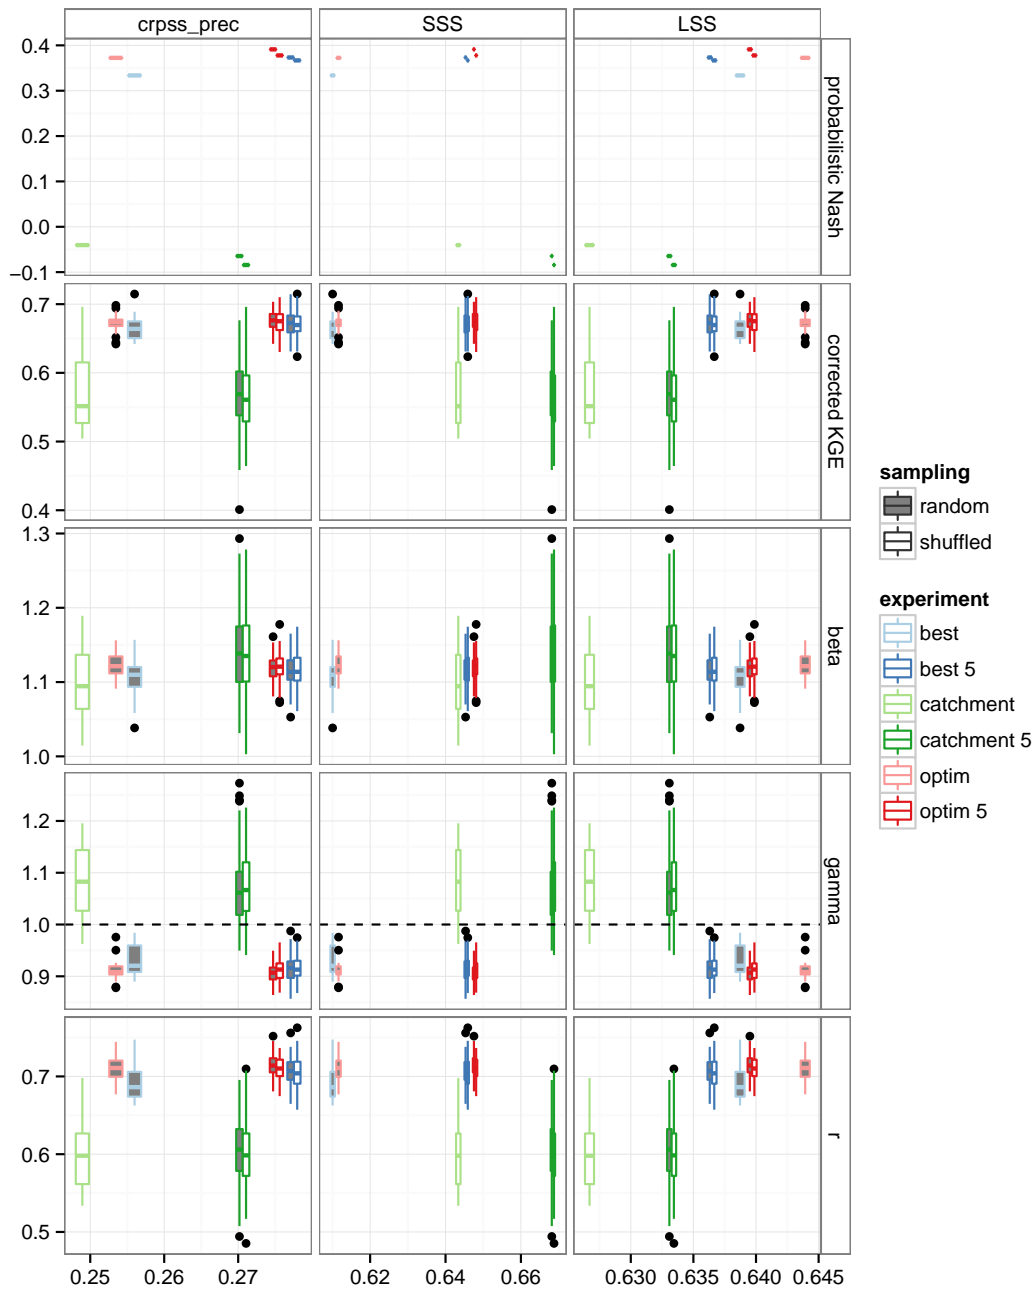 crpss_prec SSS LSS
0.4
0.3
0.2
0.1
0.0
−0.1
probabilistic Nash
0.7
0.6
0.5
0.4
corrected KGE
1.3
1.2
1.1
1.0
beta
1.2
1.1
1.0
0.9
gamma
0.7
0.6
0.5
r
0.25 0.26 0.27 0.62 0.64 0.66 0.630 0.635 0.640 0.645
sampling
random
shuffled
experiment
best
best 5
catchment
catchment 5
optim
optim 5